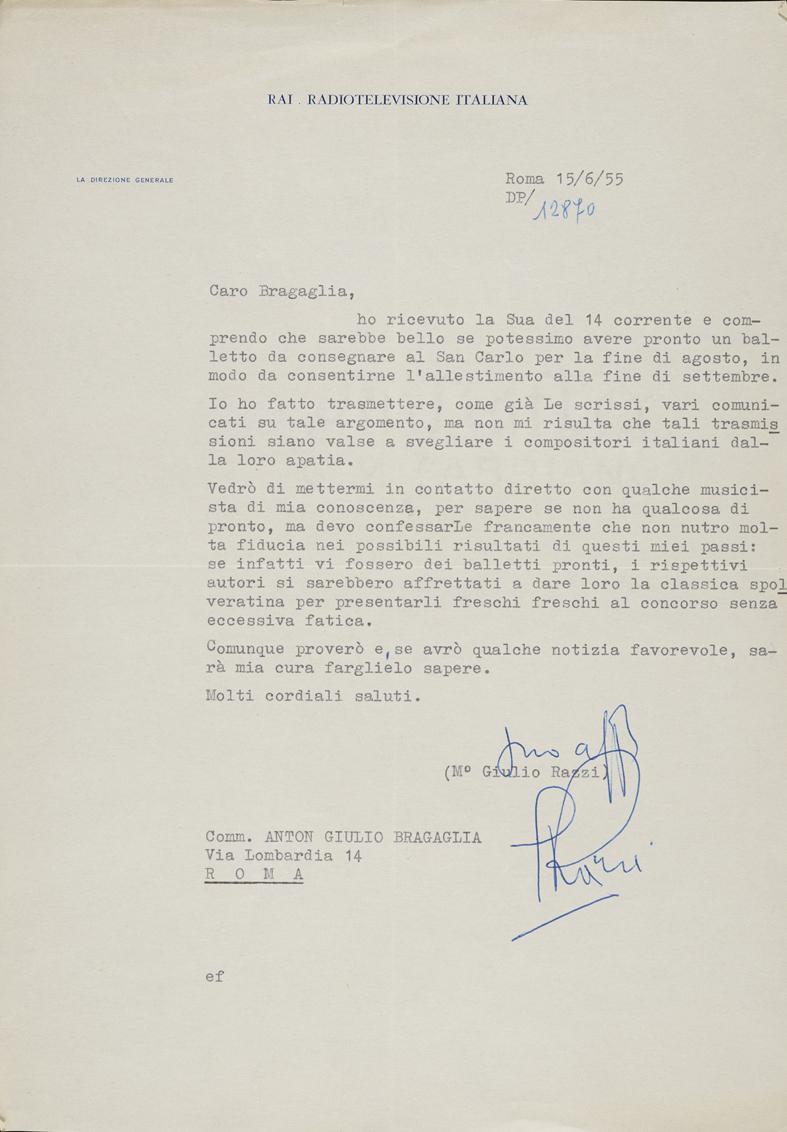 RAI . RADIOTELEVISIONE ITALIANA
LA DIREZIONE GENERALE
Roma 15/6/55
DP/ 12870
Caro Bragaglia,
ho ricevuto la Sua del 14 corrente e com-
prendo che sarebbe bello se potessimo avere pronto un bal-
letto da consegnare al San Carlo per la fine di agosto, in
modo da consentirne l'allestimento alla fine di settembre.
Io ho fatto trasmettere, come già Le scrissi, vari comuni-
cati su tale argomento, ma non mi risulta che tali trasmis
sioni siano valse a svegliare i compositori italiani dal-
la loro apatia.
Vedrò di mettermi in contatto diretto con qualche musici-
sta di mia conoscenza, per sapere se non ha qualcosa di
pronto, ma devo confessarLe francamente che non nutro mol-
ta fiducia nei possibili risultati di questi miei passi:
se infatti vi fossero dei balletti pronti, i rispettivi
autori si sarebbero affrettati a dare loro la classica spol
veratina per presentarli freschi freschi al concorso senza
eccessiva fatica.
Comunque proverò e, se avrò qualche notizia favorevole, sa-
rà mia cura farglielo sapere.
Molti cordiali saluti.
suo aff
(M° Giulio Razzi)
Razzi
Comm. ANTON GIULIO BRAGAGLIA
Via Lombardia 14
R O M A
ef